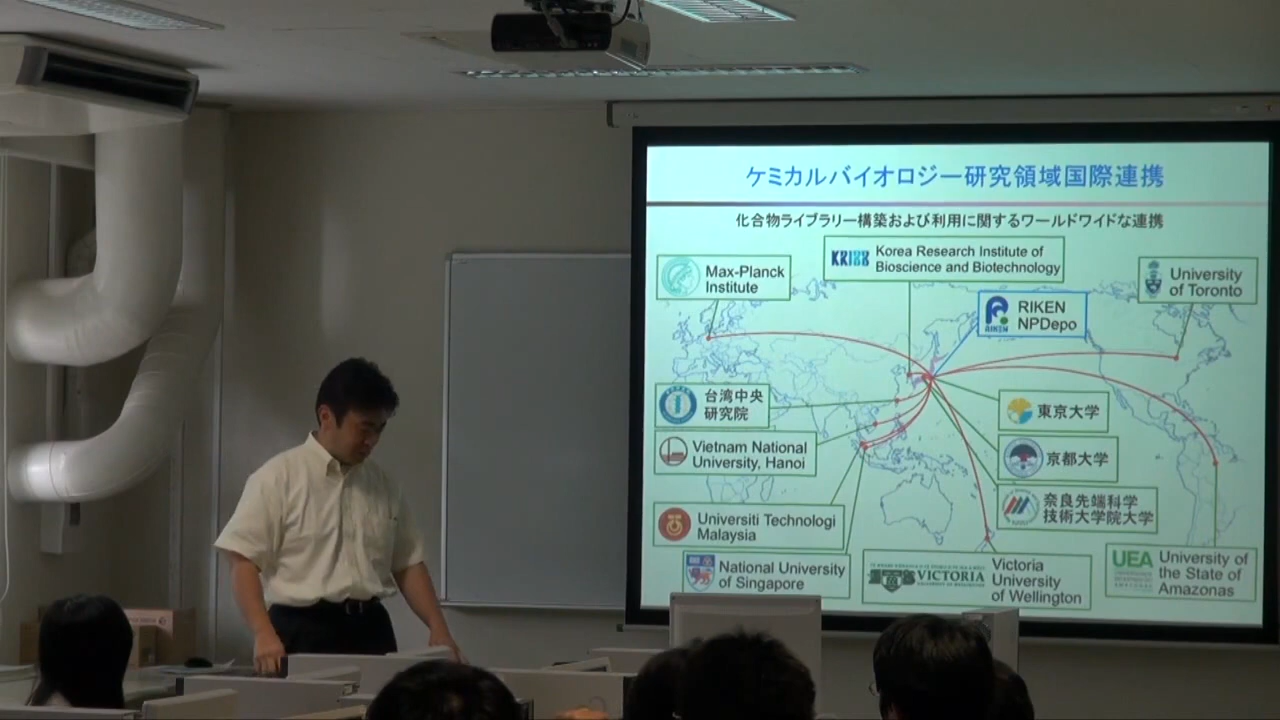 ケミカルバイオロジー研究領域国際連携
化合物ライブラリー構築および利用に関するワールドワイドな連携
Max-Planck
Institute
KRIBB
Korea Research Institute of
Bioscience and Biotechnology
University
of Toronto
RIKEN
RIKEN
NPDepo
台湾中央
研究院
東京大学
Vietnam National
University, Hanoi
京都大学
Universiti Technologi
Malaysia
奈良先端科学
技術大学院大学
National University
of Singapore
VICTORIA
Victoria
University
of Wellington
UEA
University of
the State of
Amazonas